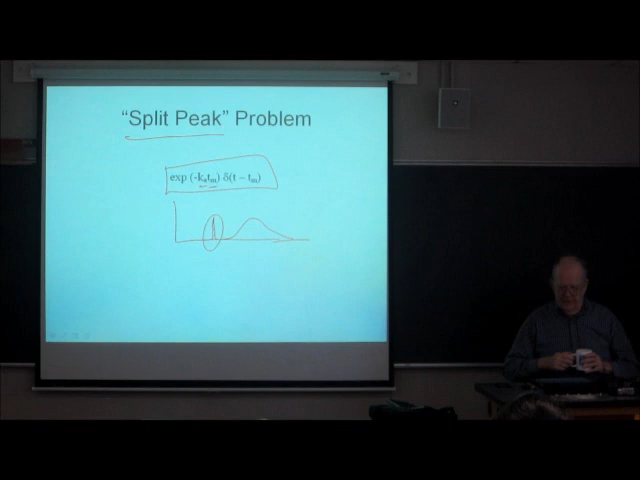 “Split Peak” Problem
exp (-kₐtₘ) δ(t – tₘ)